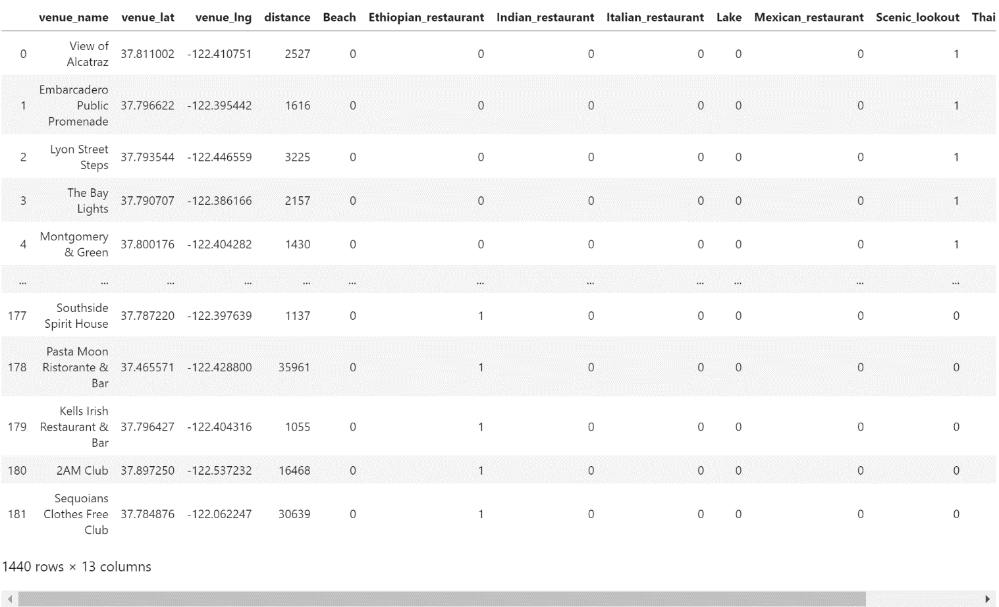 venue_name venue_lat venue_lng distance Beach Ethiopian_restaurant Indian_restaurant Italian_restaurant Lake Mexican_restaurant Scenic_lookout Thai
0 View of Alcatraz 37.811002 -122.410751 2527 0 0 0 0 0 0 1
1 Embarcadero Public Promenade 37.796622 -122.395442 1616 0 0 0 0 0 0 1
2 Lyon Street Steps 37.793544 -122.446559 3225 0 0 0 0 0 0 1
3 The Bay Lights 37.790707 -122.386166 2157 0 0 0 0 0 0 1
4 Montgomery & Green 37.800176 -122.404282 1430 0 0 0 0 0 0 1
... ... ... ... ... ... ... ... ... ... ... ...
177 Southside Spirit House 37.787220 -122.397639 1137 0 1 0 0 0 0 0
178 Pasta Moon Ristorante & Bar 37.465571 -122.428800 35961 0 1 0 0 0 0 0
179 Kells Irish Restaurant & Bar 37.796427 -122.404316 1055 0 1 0 0 0 0 0
180 2AM Club 37.897250 -122.537232 16468 0 1 0 0 0 0 0
181 Sequoians Clothes Free Club 37.784876 -122.062247 30639 0 1 0 0 0 0 0
1440 rows × 13 columns